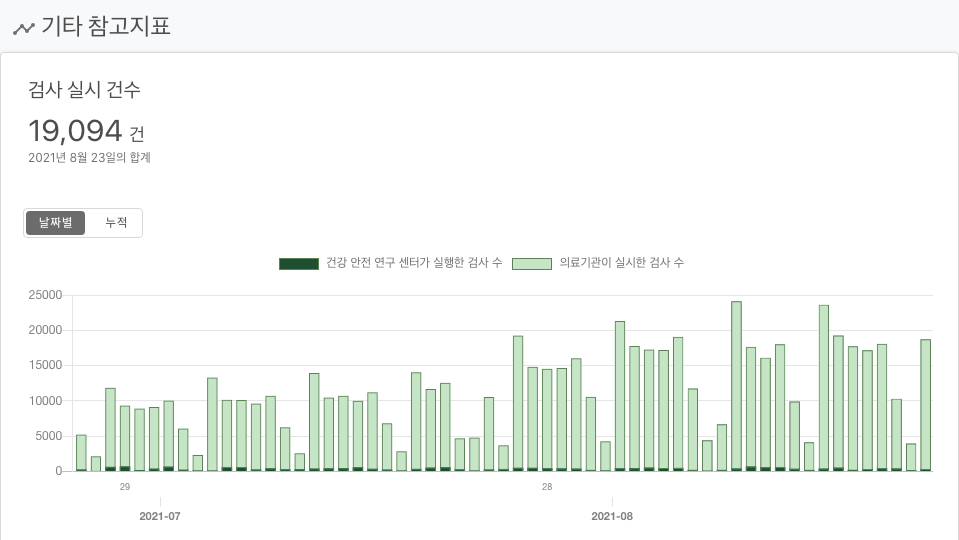 기타 참고지표
검사 실시 건수
19,094 건
2021년 8월 23일의 합계
날짜별 누적
건강 안전 연구 센터가 실행한 검사 수 의료기관이 실시한 검사 수
25000
20000
15000
10000
5000
0
29 28
2021-07 2021-08